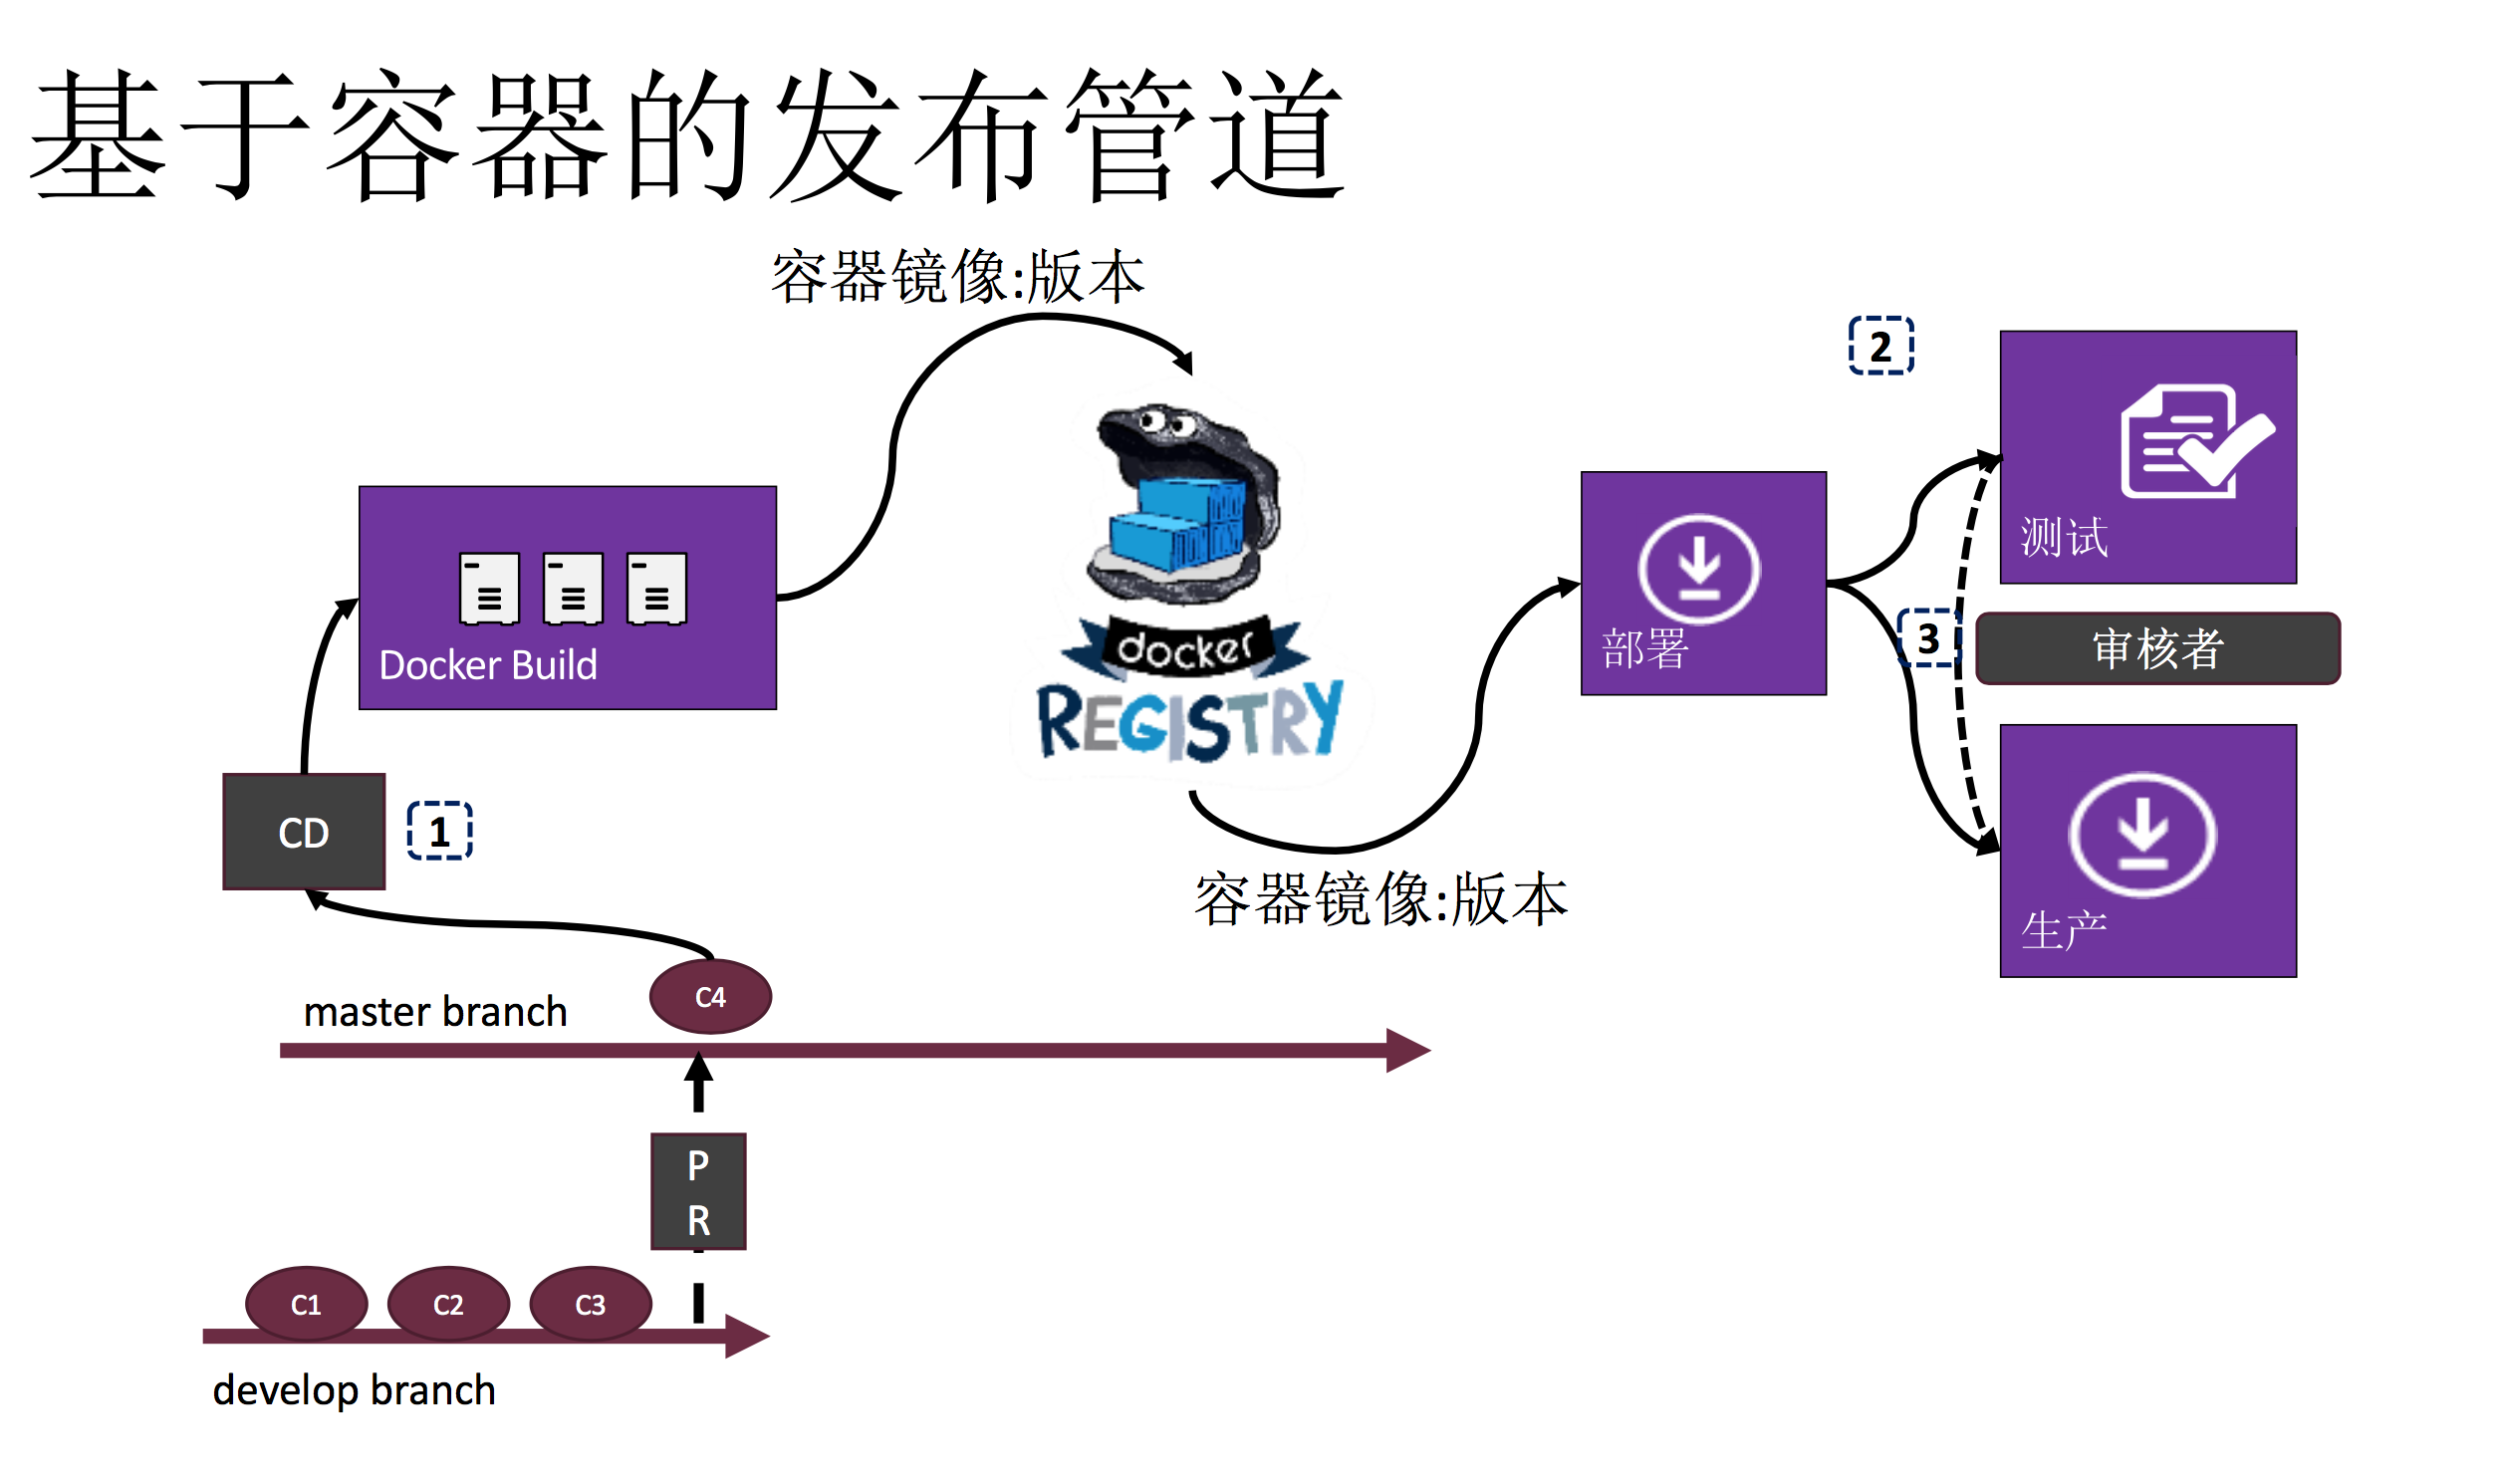 基于容器的发布管道
容器镜像:版本
2
测试
docker
REGISTRY
Docker Build
部署
3
审核者
CD
1
容器镜像:版本
生产
master branch
C4
P
R
C1
C2
C3
develop branch